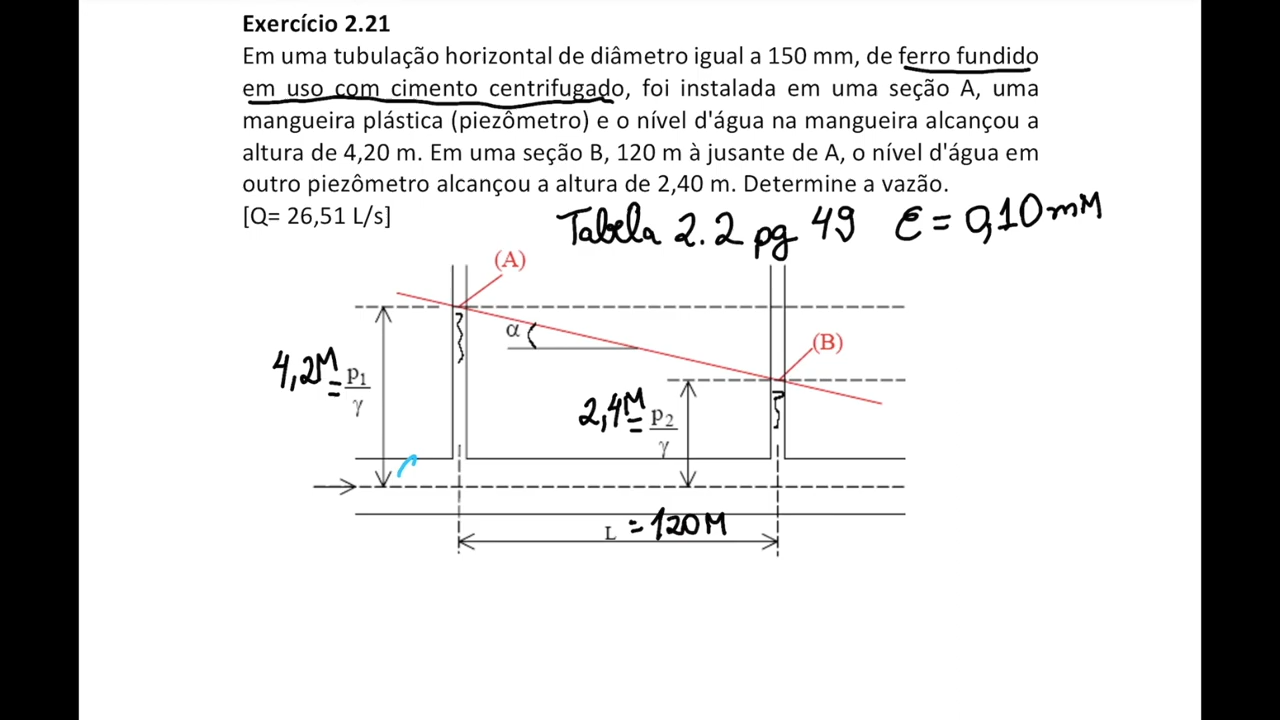 Exercício 2.21
Em uma tubulação horizontal de diâmetro igual a 150 mm, de ferro fundido
em uso com cimento centrifugado, foi instalada em uma seção A, uma
mangueira plástica (piezômetro) e o nível d'água na mangueira alcançou a
altura de 4,20 m. Em uma seção B, 120 m à jusante de A, o nível d'água em
outro piezômetro alcançou a altura de 2,40 m. Determine a vazão.
[Q= 26,51 L/s]
Tabela 2.2 pg 49 ε = 0,10 mm
(A)
α
(B)
4,2M = p₁/γ
2,4M = p₂/γ
L = 120 M